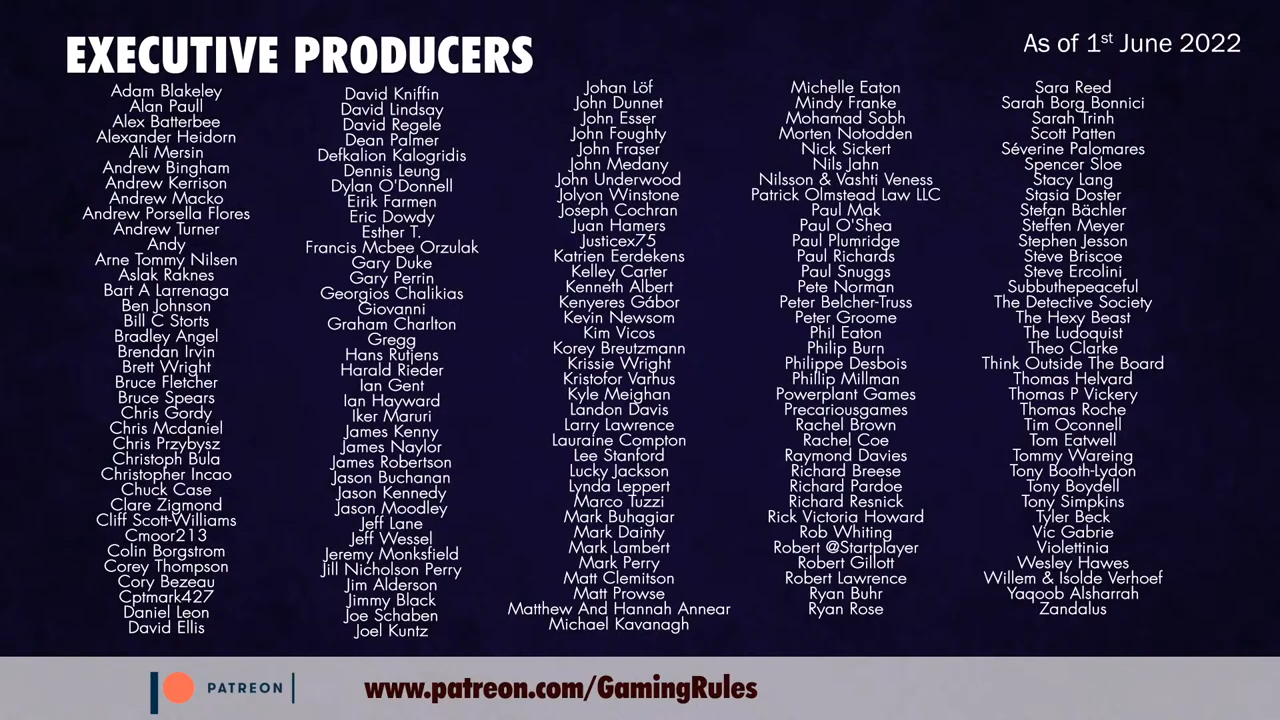 EXECUTIVE PRODUCERS
As of 1st June 2022
Adam Blakeley
Alan Paull
Alex Batterbee
Alexander Heidorn
Ali Mersin
Andrew Bingham
Andrew Kerrison
Andrew Macko
Andrew Porsella Flores
Andrew Turner
Andy
Arne Tommy Nilsen
Aslak Raknes
Bart A Larrenaga
Ben Johnson
Bill C Storts
Bradley Angel
Brendan Irvin
Brett Wright
Bruce Fletcher
Bruce Spears
Chris Gordy
Chris Mcdaniel
Chris Przybysz
Christoph Bula
Christopher Incao
Chuck Case
Clare Zigmond
Cliff Scott-Williams
Cmoor213
Colin Borgstrom
Corey Thompson
Cory Bezeau
Cptmark427
Daniel Leon
David Ellis
David Kniffin
David Lindsay
David Regele
Dean Palmer
Defkalion Kalogridis
Dennis Leung
Dylan O'Donnell
Eirik Farmen
Eric Dowdy
Esther T.
Francis Mcbee Orzulak
Gary Duke
Gary Perrin
Georgios Chalikias
Giovanni
Graham Charlton
Gregg
Hans Rutjens
Harald Rieder
Ian Gent
Ian Hayward
Iker Maruri
James Kenny
James Naylor
James Robertson
Jason Buchanan
Jason Kennedy
Jason Moodley
Jeff Lane
Jeff Wessel
Jeremy Monksfield
Jill Nicholson Perry
Jim Alderson
Jimmy Black
Joe Schaben
Joel Kuntz
Johan Löf
John Dunnet
John Esser
John Foughty
John Fraser
John Medany
John Underwood
Jolyon Winstone
Joseph Cochran
Juan Hamers
Justicex75
Katrien Eerdekens
Kelley Carter
Kenneth Albert
Kenyeres Gábor
Kevin Newsom
Kim Vicos
Korey Breutzmann
Krissie Wright
Kristofor Varhus
Kyle Meighan
Landon Davis
Larry Lawrence
Lauraine Compton
Lee Stanford
Lucky Jackson
Lynda Leppert
Marco Tuzzi
Mark Buhagiar
Mark Dainty
Mark Lambert
Mark Perry
Matt Clemitson
Matt Prowse
Matthew And Hannah Annear
Michael Kavanagh
Michelle Eaton
Mindy Franke
Mohamad Sobh
Morten Notodden
Nick Sickert
Nils Jahn
Nilsson & Vashti Veness
Patrick Olmstead Law LLC
Paul Mak
Paul O'Shea
Paul Plumridge
Paul Richards
Paul Snuggs
Pete Norman
Peter Belcher-Truss
Peter Groome
Phil Eaton
Philip Burn
Philippe Desbois
Phillip Millman
Powerplant Games
Precariousgames
Rachel Brown
Rachel Coe
Raymond Davies
Richard Breese
Richard Pardoe
Richard Resnick
Rick Victoria Howard
Rob Whiting
Robert @Startplayer
Robert Gillott
Robert Lawrence
Ryan Buhr
Ryan Rose
Sara Reed
Sarah Borg Bonnici
Sarah Trinh
Scott Patten
Séverine Palomares
Spencer Sloe
Stacy Lang
Stasia Doster
Stefan Bächler
Steffen Meyer
Stephen Jesson
Steve Briscoe
Steve Ercolini
Subbuthepeaceful
The Detective Society
The Hexy Beast
The Ludoquist
Theo Clarke
Think Outside The Board
Thomas Helvard
Thomas P Vickery
Thomas Roche
Tim Oconnell
Tom Eatwell
Tommy Wareing
Tony Booth-Lydon
Tony Boydell
Tony Simpkins
Tyler Beck
Vic Gabrie
Violettinia
Wesley Hawes
Willem & Isolde Verhoef
Yaqoob Alsharrah
Zandalus
PATREON
www.patreon.com/GamingRules